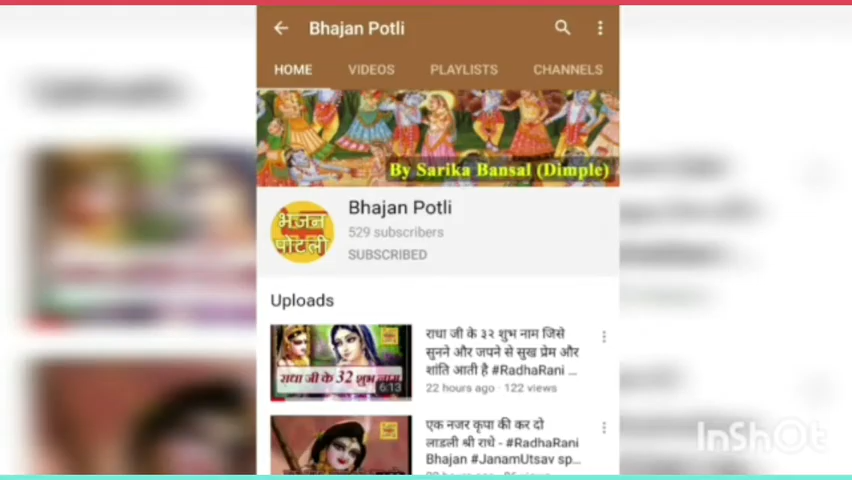 Bhajan Potli
HOME VIDEOS PLAYLISTS CHANNELS
By Sarika Bansal (Dimple)
भजन
पोटली
Bhajan Potli
529 subscribers
SUBSCRIBED
Uploads
राधा जी के 32 शुभ नाम
6:13
राधा जी के ३२ शुभ नाम जिसे
सुनने और जपने से सुख प्रेम और
शांति आती है #RadhaRani ...
22 hours ago · 122 views
एक नजर कृपा की कर दो
लाडली श्री राधे - #RadhaRani
Bhajan #JanamUtsav sp...
InShOt